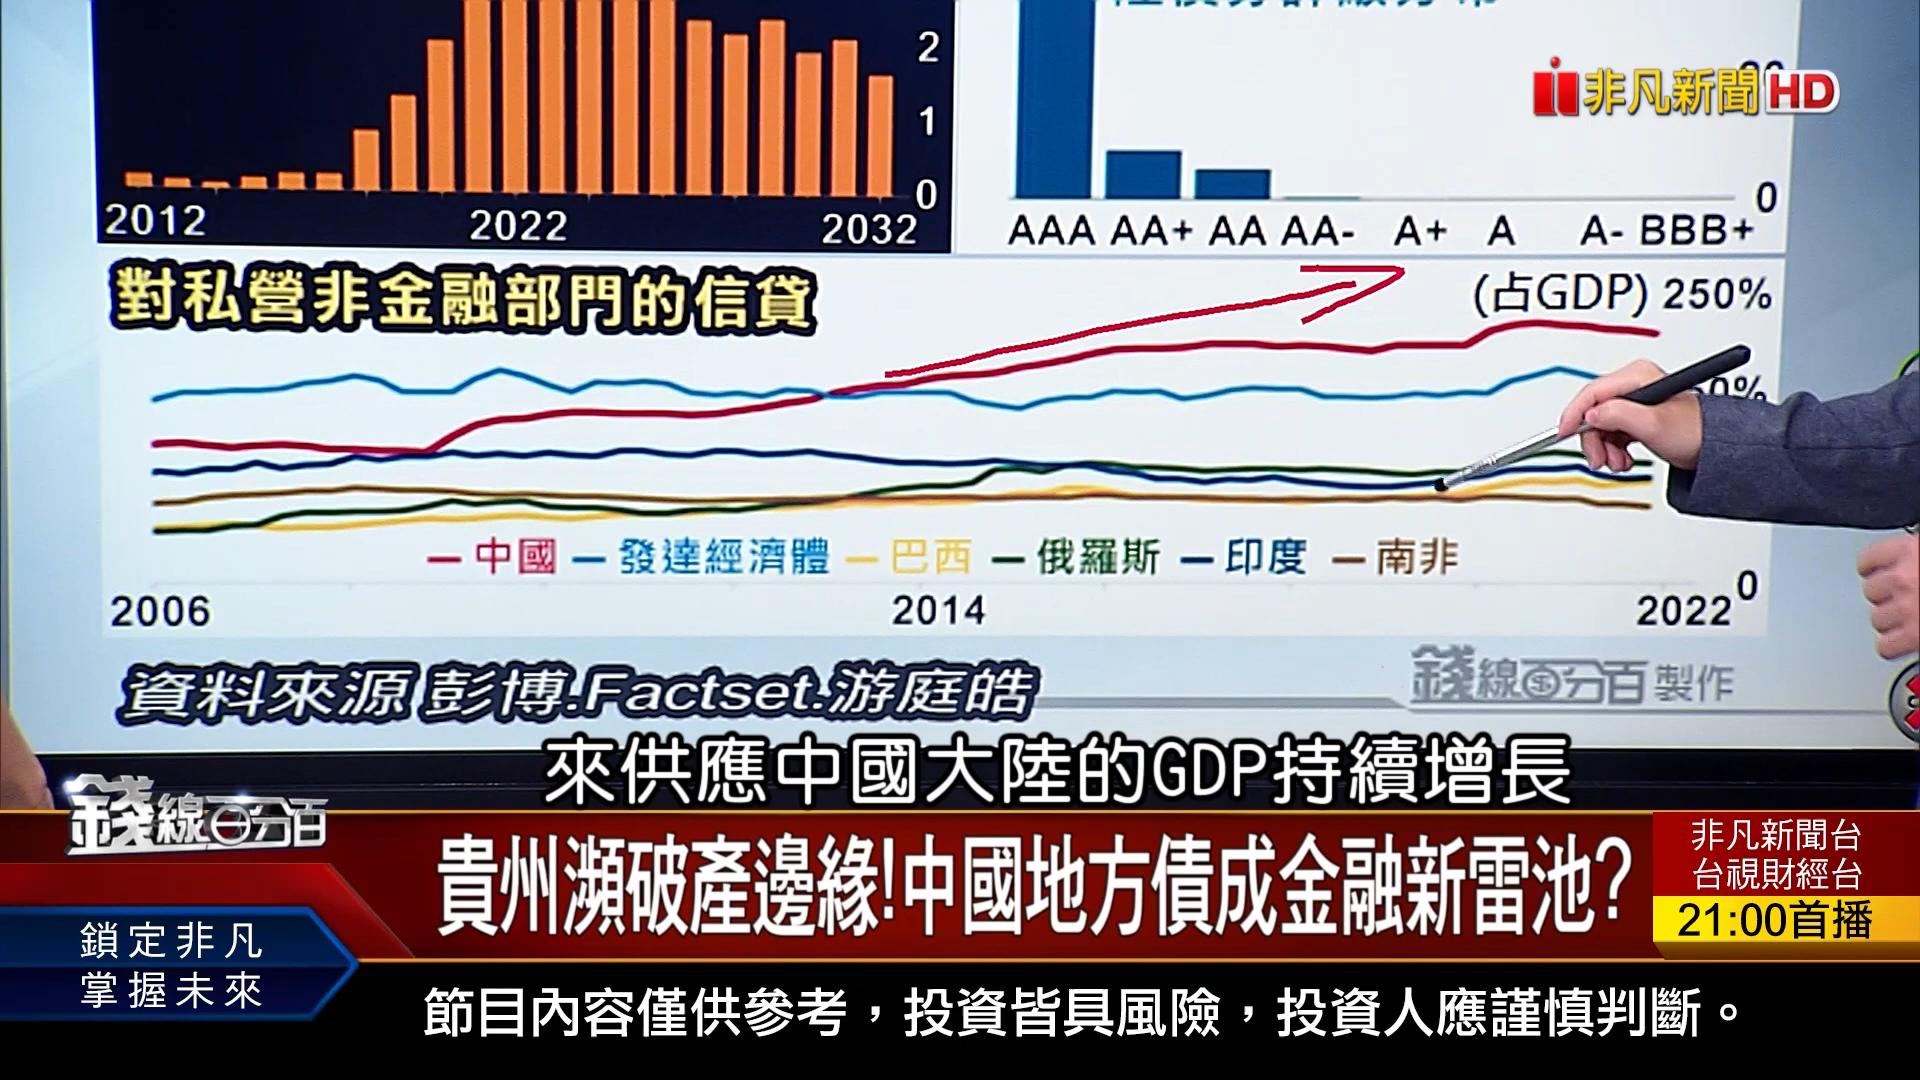 2
1
0
2012
2022
2032
0
AAA AA+ AA AA- A+ A A- BBB+
非凡新聞HD
對私營非金融部門的信貸
(占GDP) 250%
中國 發達經濟體 巴西 俄羅斯 印度 南非
0
2006
2014
2022
資料來源 彭博.Factset.游庭皓
錢線百分百 製作
來供應中國大陸的GDP持續增長
錢線百分百
貴州瀕破產邊緣!中國地方債成金融新雷池?
非凡新聞台
台視財經台
21:00首播
鎖定非凡
掌握未來
節目內容僅供參考，投資皆具風險，投資人應謹慎判斷。